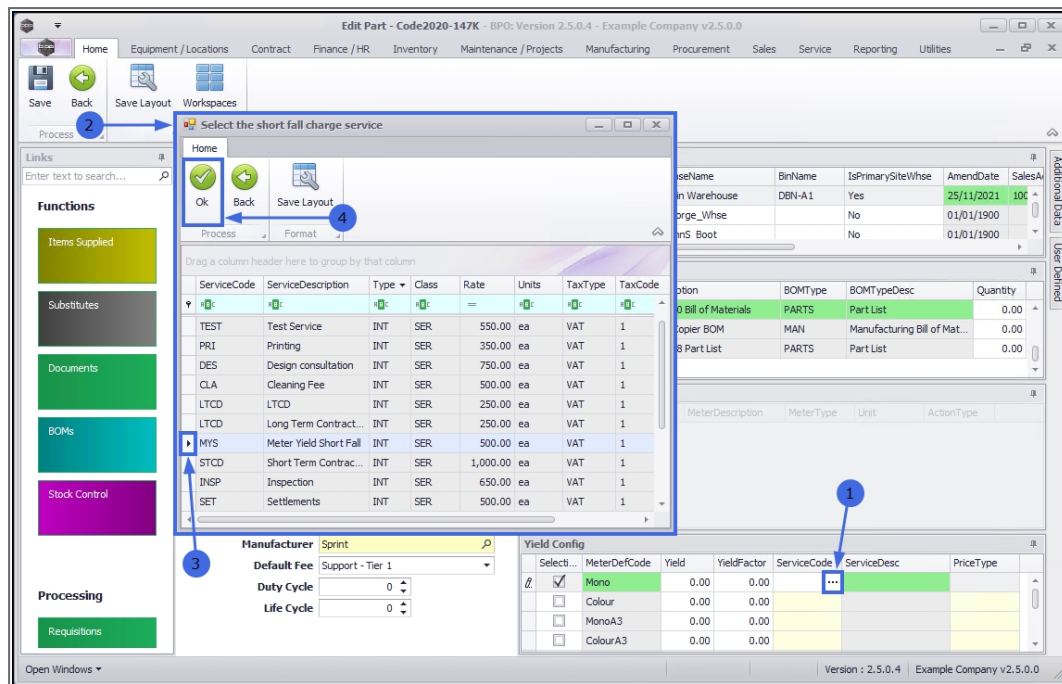 Edit Part - Code2020-147K - BPO: Version 2.5.0.4 - Example Company v2.5.0.0
Home Equipment / Locations Contract Finance / HR Inventory Maintenance / Projects Manufacturing Procurement Sales Service Reporting Utilities
Save Back Save Layout Workspaces
Process
2
Select the short fall charge service
Home
Ok Back Save Layout
4
Process Format
Drag a column header here to group by that column
ServiceCode ServiceDescription Type Class Rate Units TaxType TaxCode
=
TEST Test Service INT SER 550.00 ea VAT 1
PRI Printing INT SER 350.00 ea VAT 1
DES Design consultation INT SER 750.00 ea VAT 1
CLA Cleaning Fee INT SER 500.00 ea VAT 1
LTCD LTCD INT SER 250.00 ea VAT 1
LTCD Long Term Contract... INT SER 250.00 ea VAT 1
MYS Meter Yield Short Fall INT SER 500.00 ea VAT 1
STCD Short Term Contrac... INT SER 1,000.00 ea VAT 1
INSP Inspection INT SER 650.00 ea VAT 1
SET Settlements INT SER 500.00 ea VAT 1
3
Links
Enter text to search...
Functions
Items Supplied
Substitutes
Documents
BOMs
Stock Control
Processing
Requisitions
BinName IsPrimarySiteWhse AmendDate
in Warehouse DBN-A1 Yes 25/11/2021 100
orge_Whse No 01/01/1900
nnS_Boot No 01/01/1900
Additional Data
User Defined
BOMType BOMTypeDesc Quantity
0 Bill of Materials PARTS Part List 0.00
Copier BOM MAN Manufacturing Bill of Mat... 0.00
8 Part List PARTS Part List 0.00
MeterDescription MeterType Unit ActionType
1
Manufacturer Sprint
Default Fee Support - Tier 1
Duty Cycle 0
Life Cycle 0
Yield Config
Selecti... MeterDefCode Yield YieldFactor ServiceCode ServiceDesc PriceType
Mono 0.00 0.00 ...
Colour 0.00 0.00
MonoA3 0.00 0.00
ColourA3 0.00 0.00
Open Windows
Version : 2.5.0.4 Example Company v2.5.0.0